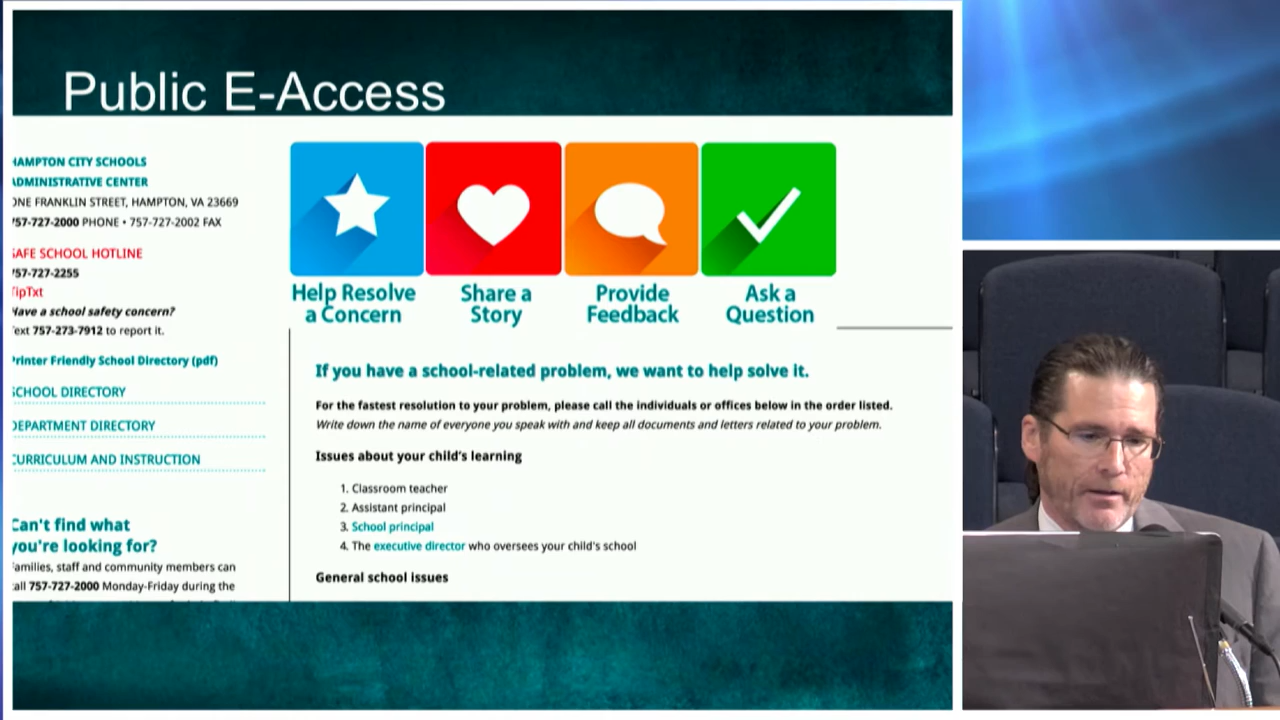 Public E-Access
HAMPTON CITY SCHOOLS
ADMINISTRATIVE CENTER
ONE FRANKLIN STREET, HAMPTON, VA 23669
757-727-2000 PHONE • 757-727-2002 FAX
SAFE SCHOOL HOTLINE
757-727-2255
TipTxt
Have a school safety concern?
Text 757-273-7912 to report it.
Printer Friendly School Directory (pdf)
SCHOOL DIRECTORY
DEPARTMENT DIRECTORY
CURRICULUM AND INSTRUCTION
Can't find what
you're looking for?
Families, staff and community members can
call 757-727-2000 Monday-Friday during the
Help Resolve
a Concern
Share a
Story
Provide
Feedback
Ask a
Question
If you have a school-related problem, we want to help solve it.
For the fastest resolution to your problem, please call the individuals or offices below in the order listed.
Write down the name of everyone you speak with and keep all documents and letters related to your problem.
Issues about your child's learning
1. Classroom teacher
2. Assistant principal
3. School principal
4. The executive director who oversees your child's school
General school issues